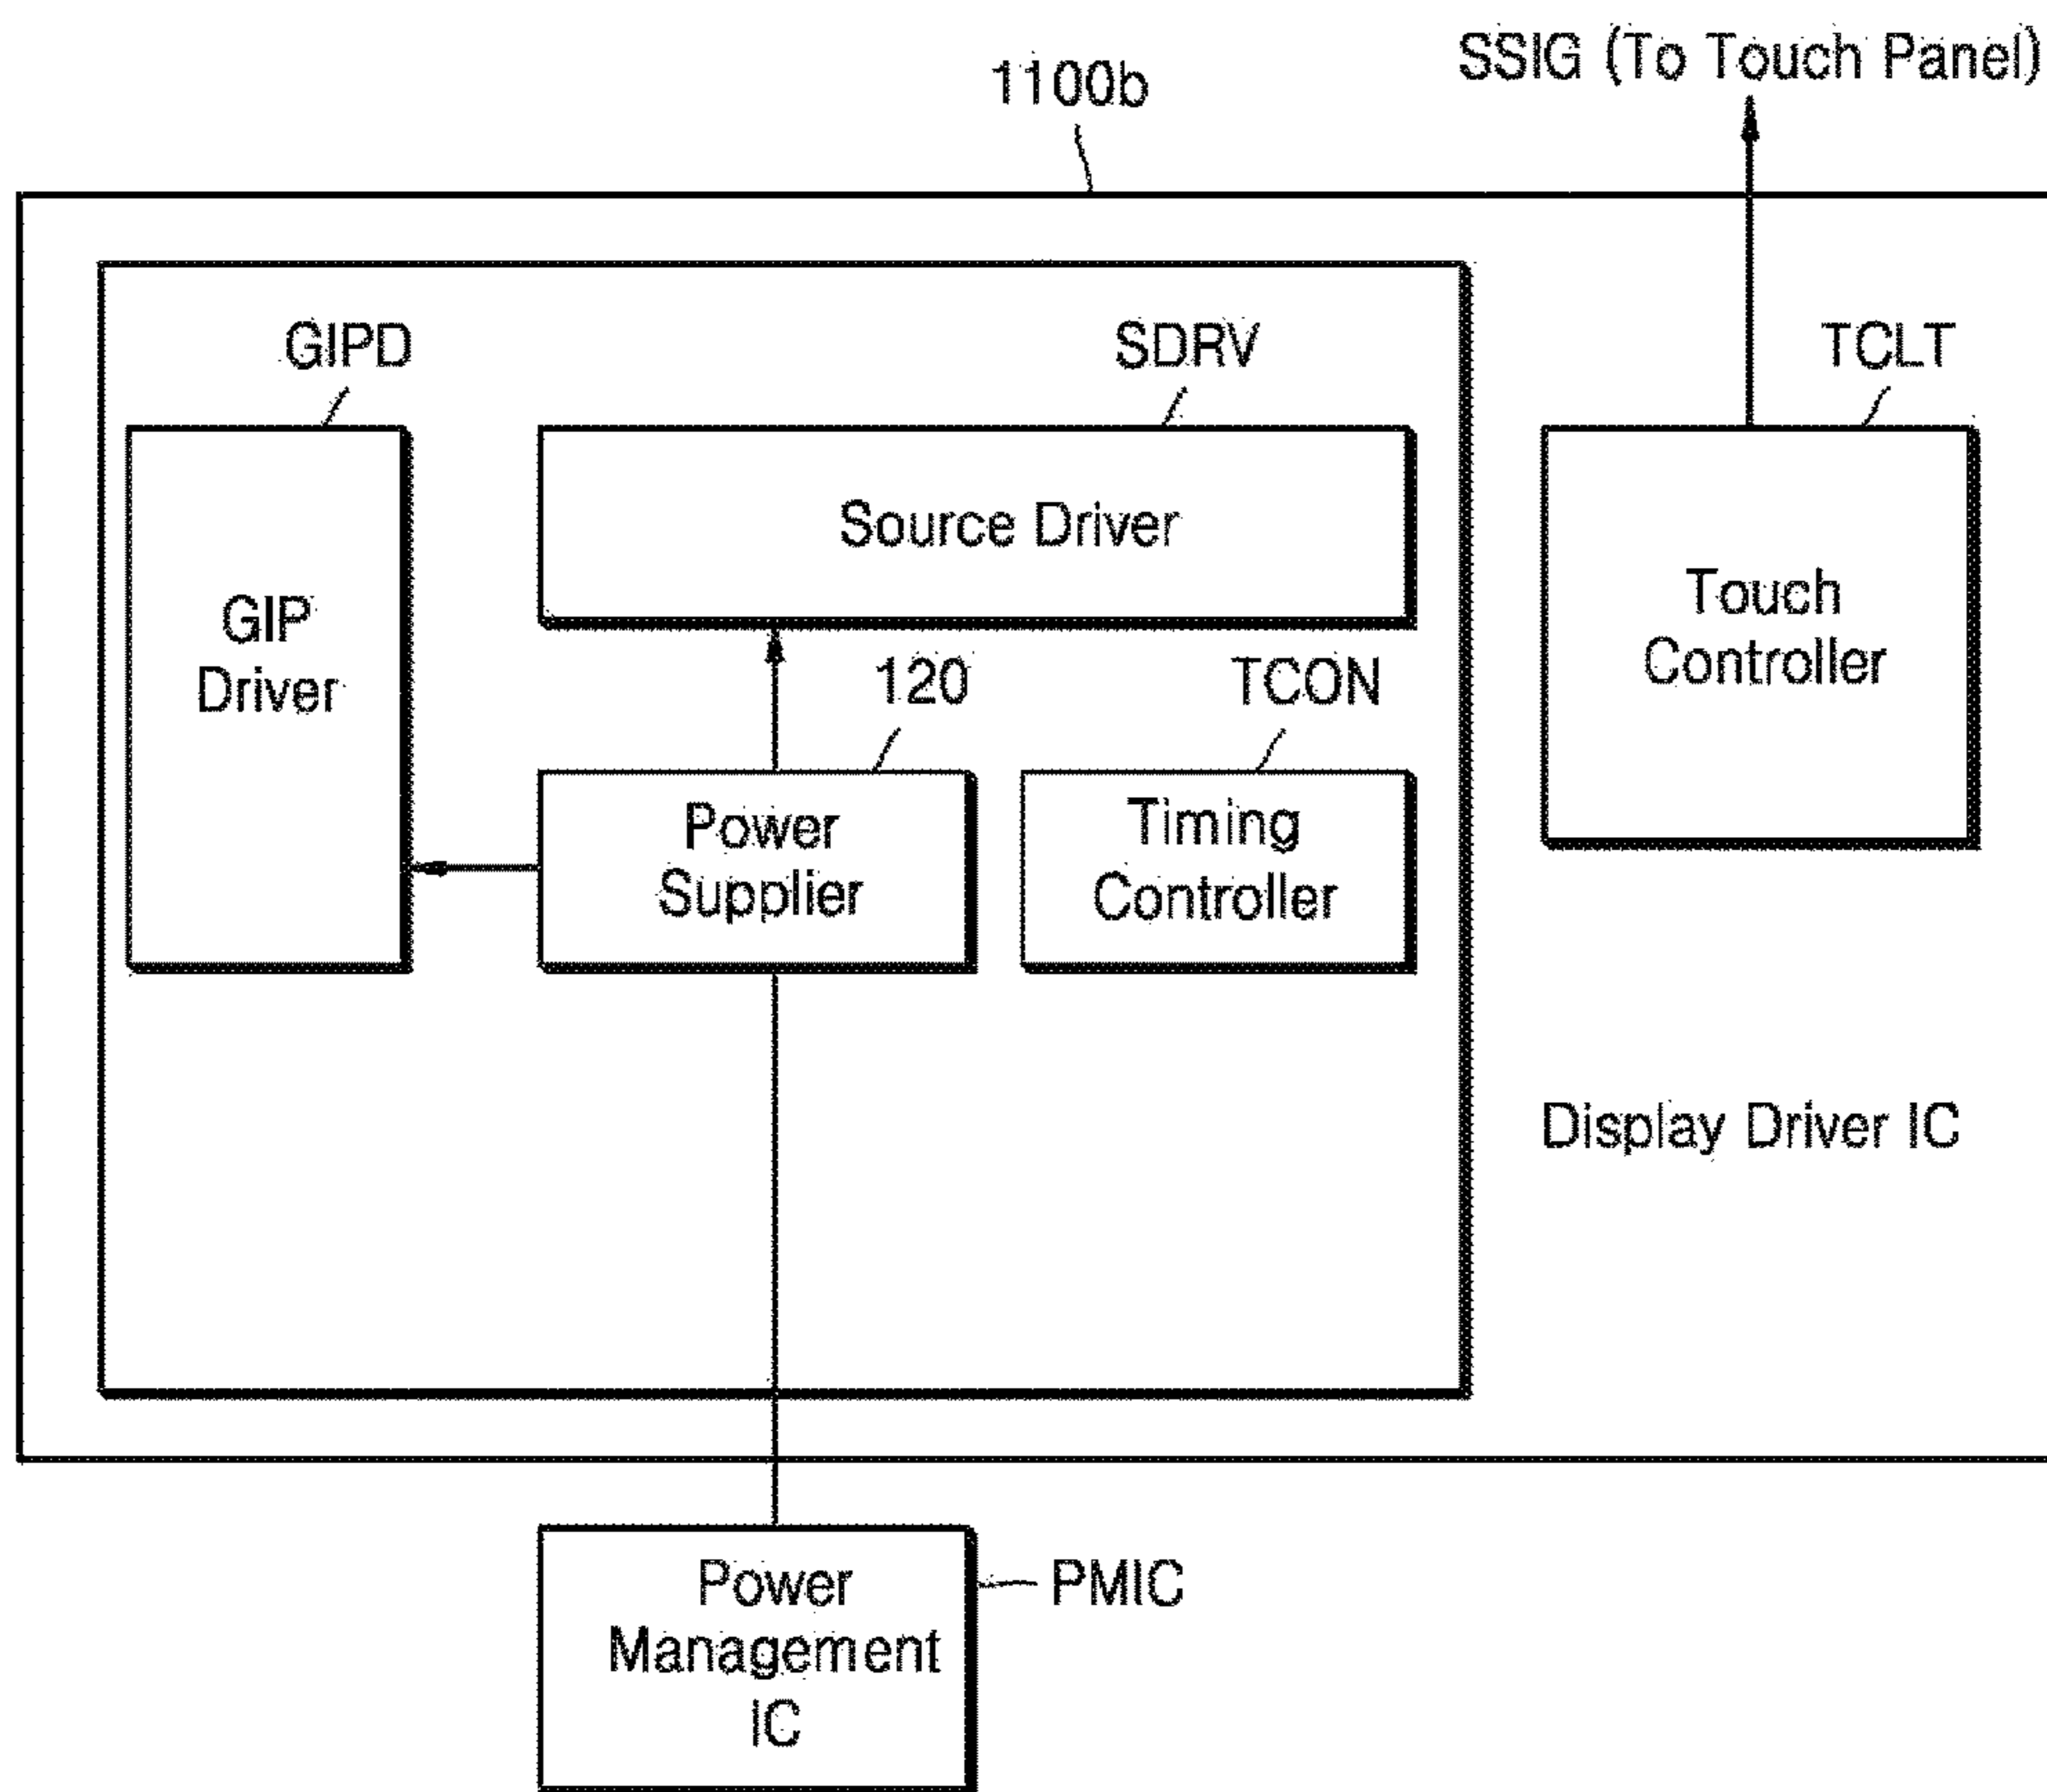 SSIG (To Touch Panel)
1100b
GIPD
SDRV
TCLT
Source Driver
GIP
Driver
Touch
Controller
120
TCON
Power
Supplier
Timing
Controller
Display Driver IC
Power
Management
IC
PMIC